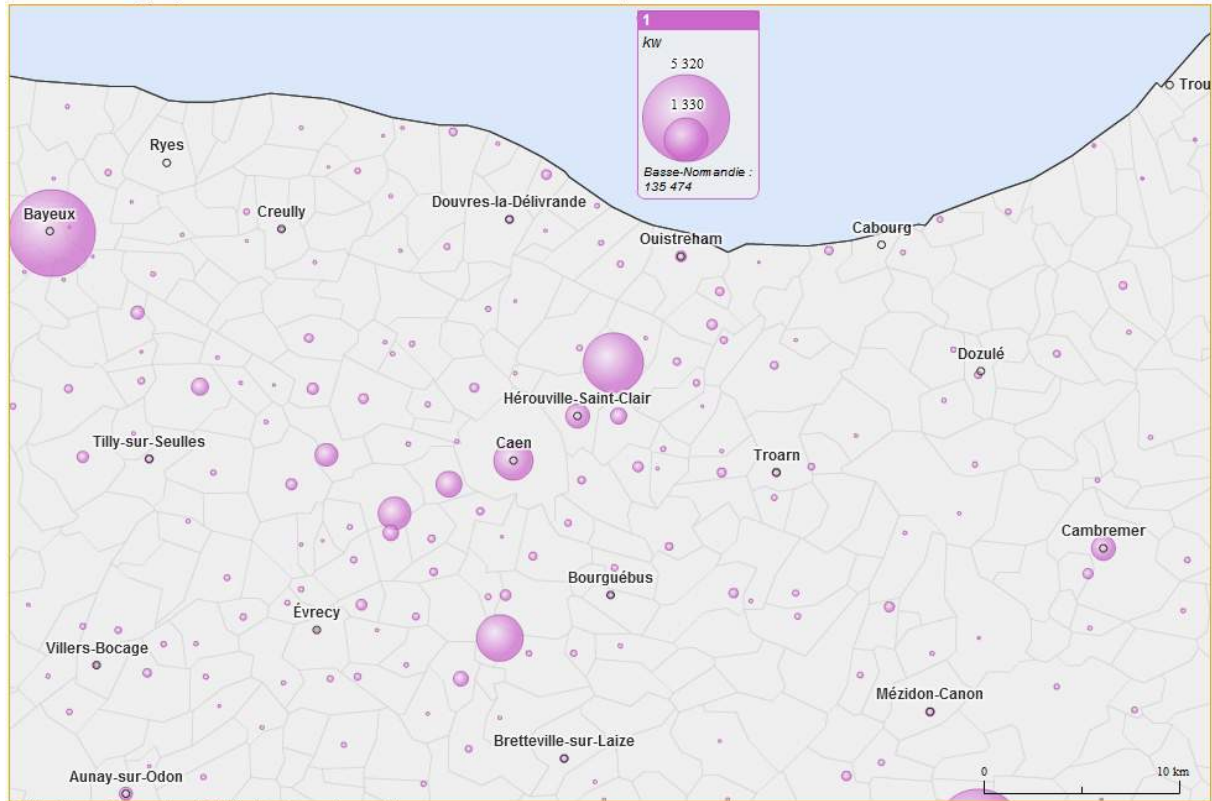 1
kw
5 320
1 330
Basse-Normandie :
135 474
Trou
Ryes
Bayeux
Creully
Douvres-la-Délivrande
Ouistreham
Cabourg
Dozulé
Hérouville-Saint-Clair
Tilly-sur-Seulles
Caen
Troarn
Cambremer
Bourguébus
Évrecy
Villers-Bocage
Mézidon-Canon
Bretteville-sur-Laize
Aunay-sur-Odon
0 10 km